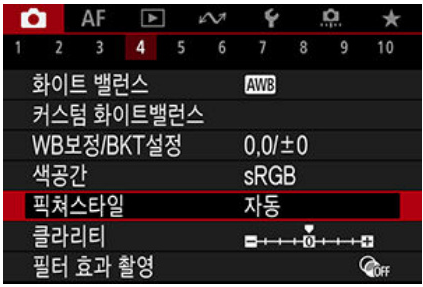 AF
1 2 3 4 5 6 7 8 9 10
화이트 밸런스 AWB
커스텀 화이트밸런스
WB보정/BKT설정 0,0/±0
색공간 sRGB
픽쳐스타일 자동
클라리티 0
필터 효과 촬영 OFF